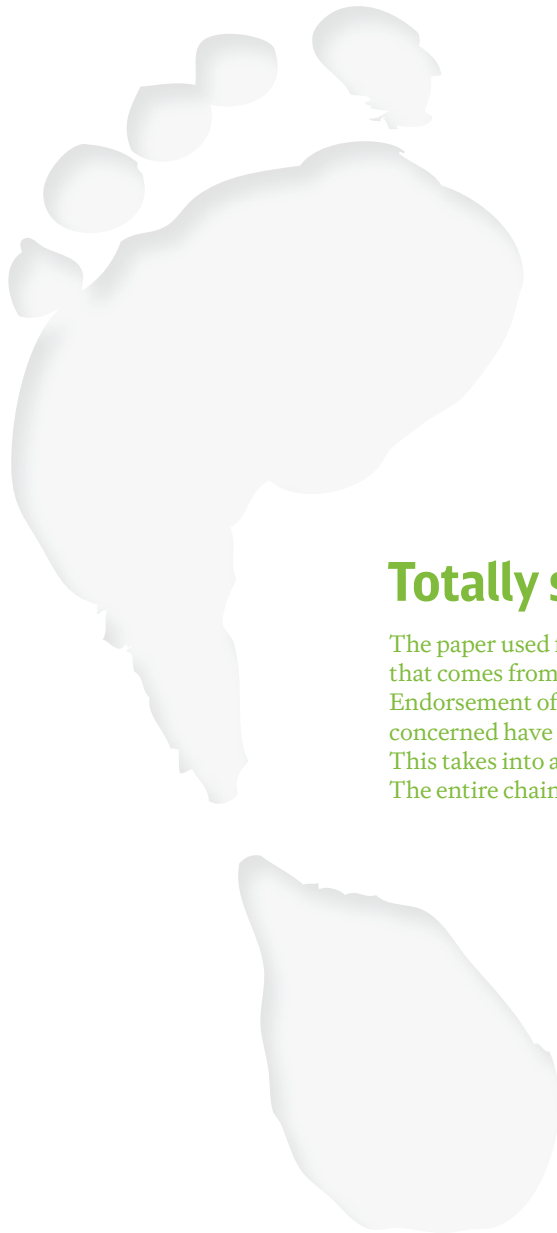 Totally
The paper used
that comes from
Endorsement of
concerned have
This takes into
The entire chain